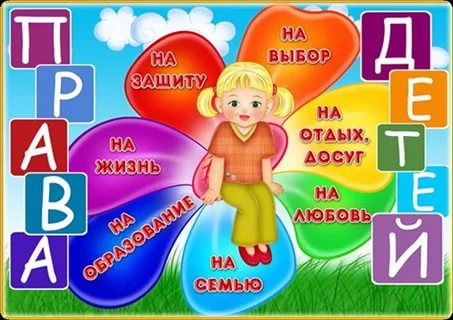 ПРАВА
ДЕТЕЙ
НА
ЗАЩИТУ
НА
ВЫБОР
НА
ОТДЫХ,
ДОСУГ
НА
ЛЮБОВЬ
НА
СЕМЬЮ
НА
ОБРАЗОВАНИЕ
НА
ЖИЗНЬ